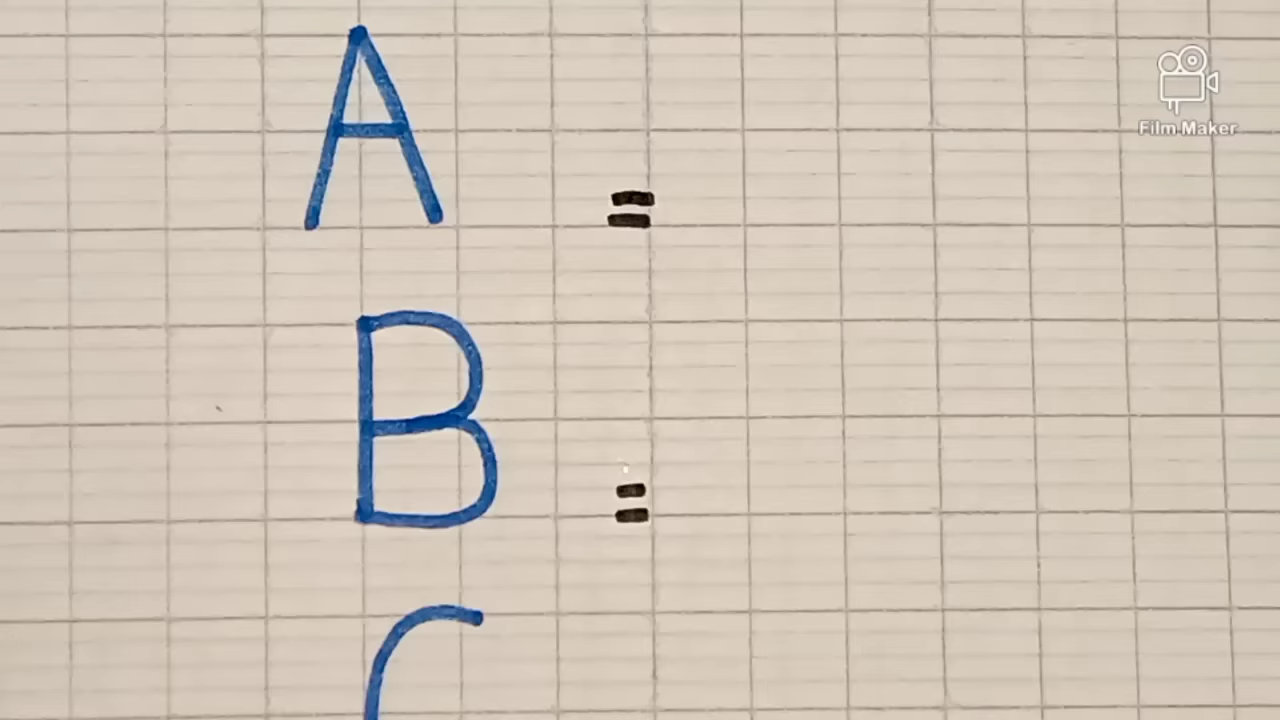 A =
Film Maker
B =
C